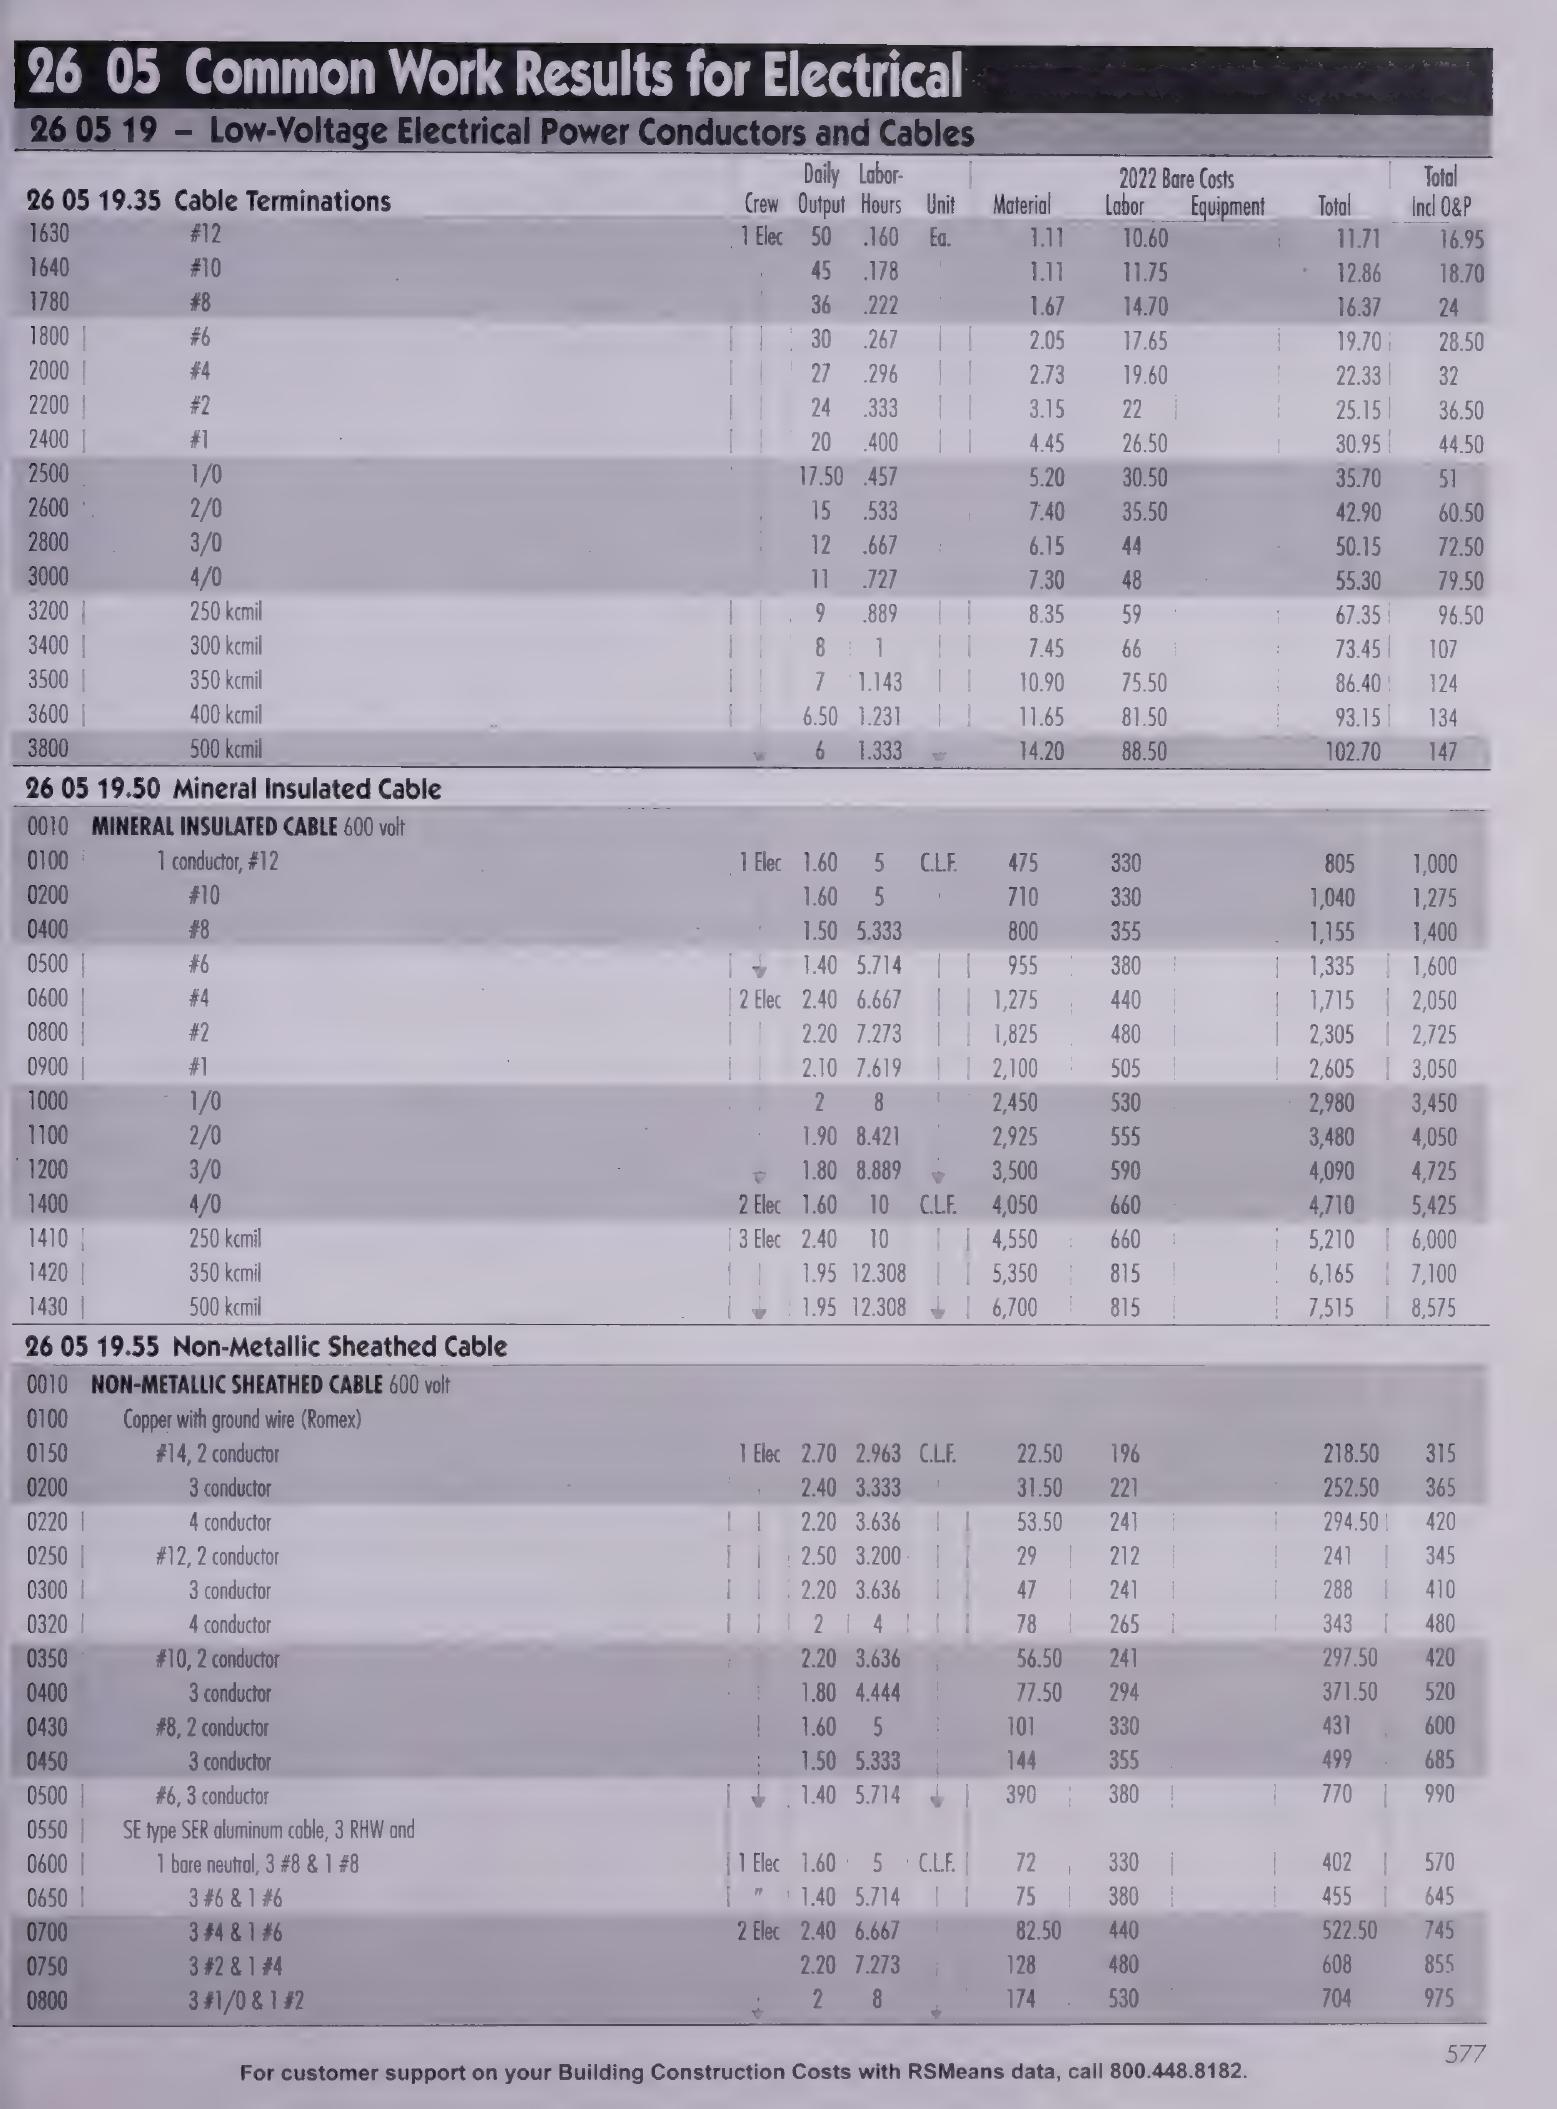 26 05 Common Work Results for Electrical
26 05 19 – Low-Voltage Electrical Power Conductors and Cables
Daily Labor- 2022 Bare Costs Total
26 05 19.35 Cable Terminations Crew Output Hours Unit Material Labor Equipment Total Incl O&P
1630 #12 1 Elec 50 .160 Ea. 1.11 10.60 11.71 16.95
1640 #10 45 .178 1.11 11.75 12.86 18.70
1780 #8 36 .222 1.67 14.70 16.37 24
1800 #6 30 .267 2.05 17.65 19.70 28.50
2000 #4 27 .296 2.73 19.60 22.33 32
2200 #2 24 .333 3.15 22 25.15 36.50
2400 #1 20 .400 4.45 26.50 30.95 44.50
2500 1/0 17.50 .457 5.20 30.50 35.70 51
2600 2/0 15 .533 7.40 35.50 42.90 60.50
2800 3/0 12 .667 6.15 44 50.15 72.50
3000 4/0 11 .727 7.30 48 55.30 79.50
3200 250 kcmil 9 .889 8.35 59 67.35 96.50
3400 300 kcmil 8 1 7.45 66 73.45 107
3500 350 kcmil 7 1.143 10.90 75.50 86.40 124
3600 400 kcmil 6.50 1.231 11.65 81.50 93.15 134
3800 500 kcmil 6 1.333 14.20 88.50 102.70 147
26 05 19.50 Mineral Insulated Cable
0010 MINERAL INSULATED CABLE 600 volt
0100 1 conductor, #12 1 Elec 1.60 5 C.L.F. 475 330 805 1,000
0200 #10 1.60 5 710 330 1,040 1,275
0400 #8 1.50 5.333 800 355 1,155 1,400
0500 #6 1.40 5.714 955 380 1,335 1,600
0600 #4 2 Elec 2.40 6.667 1,275 440 1,715 2,050
0800 #2 2.20 7.273 1,825 480 2,305 2,725
0900 #1 2.10 7.619 2,100 505 2,605 3,050
1000 1/0 2 8 2,450 530 2,980 3,450
1100 2/0 1.90 8.421 2,925 555 3,480 4,050
1200 3/0 1.80 8.889 3,500 590 4,090 4,725
1400 4/0 2 Elec 1.60 10 C.L.F. 4,050 660 4,710 5,425
1410 250 kcmil 3 Elec 2.40 10 4,550 660 5,210 6,000
1420 350 kcmil 1.95 12.308 5,350 815 6,165 7,100
1430 500 kcmil 1.95 12.308 6,700 815 7,515 8,575
26 05 19.55 Non-Metallic Sheathed Cable
0010 NON-METALLIC SHEATHED CABLE 600 volt
0100 Copper with ground wire (Romex)
0150 #14, 2 conductor 1 Elec 2.70 2.963 C.L.F. 22.50 196 218.50 315
0200 3 conductor 2.40 3.333 31.50 221 252.50 365
0220 4 conductor 2.20 3.636 53.50 241 294.50 420
0250 #12, 2 conductor 2.50 3.200 29 212 241 345
0300 3 conductor 2.20 3.636 47 241 288 410
0320 4 conductor 2 4 78 265 343 480
0350 #10, 2 conductor 2.20 3.636 56.50 241 297.50 420
0400 3 conductor 1.80 4.444 77.50 294 371.50 520
0430 #8, 2 conductor 1.60 5 101 330 431 600
0450 3 conductor 1.50 5.333 144 355 499 685
0500 #6, 3 conductor 1.40 5.714 390 380 770 990
0550 SE type SER aluminum cable, 3 RHW and
0600 1 bare neutral, 3 #8 & 1 #8 1 Elec 1.60 5 C.L.F. 72 330 402 570
0650 3 #6 & 1 #6 " 1.40 5.714 75 380 455 645
0700 3 #4 & 1 #6 2 Elec 2.40 6.667 82.50 440 522.50 745
0750 3 #2 & 1 #4 2.20 7.273 128 480 608 855
0800 3 #1/0 & 1 #2 2 8 174 530 704 975
577
For customer support on your Building Construction Costs with RSMeans data, call 800.448.8182.